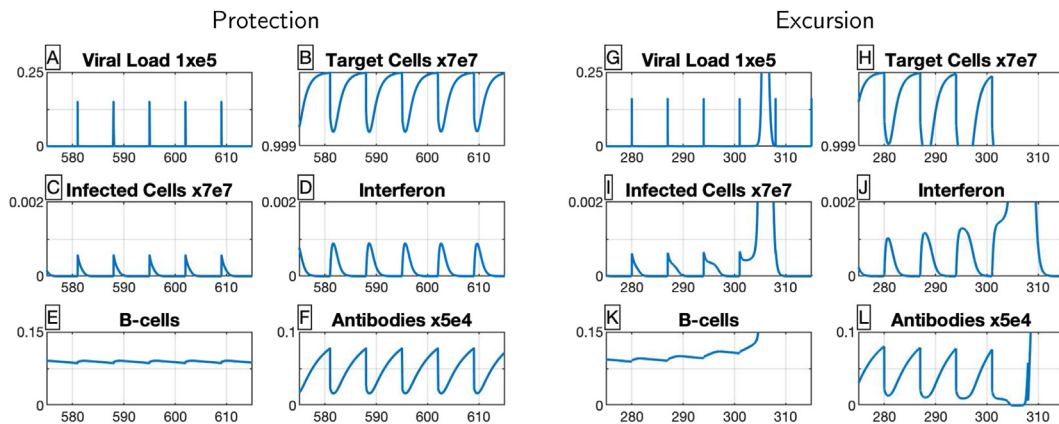 Protection
Excursion
A Viral Load 1xe5
0.25
0
580 590 600 610
B Target Cells x7e7
0.999
580 590 600 610
G Viral Load 1xe5
0.25
0
280 290 300 310
H Target Cells x7e7
0.999
280 290 300 310
C Infected Cells x7e7
0.002
0
580 590 600 610
D Interferon
580 590 600 610
I Infected Cells x7e7
0.002
0
280 290 300 310
J Interferon
0.002
0
280 290 300 310
E B-cells
0.15
0
580 590 600 610
F Antibodies x5e4
0.1
0
580 590 600 610
K B-cells
0.15
0
280 290 300 310
L Antibodies x5e4
0.1
0
280 290 300 310